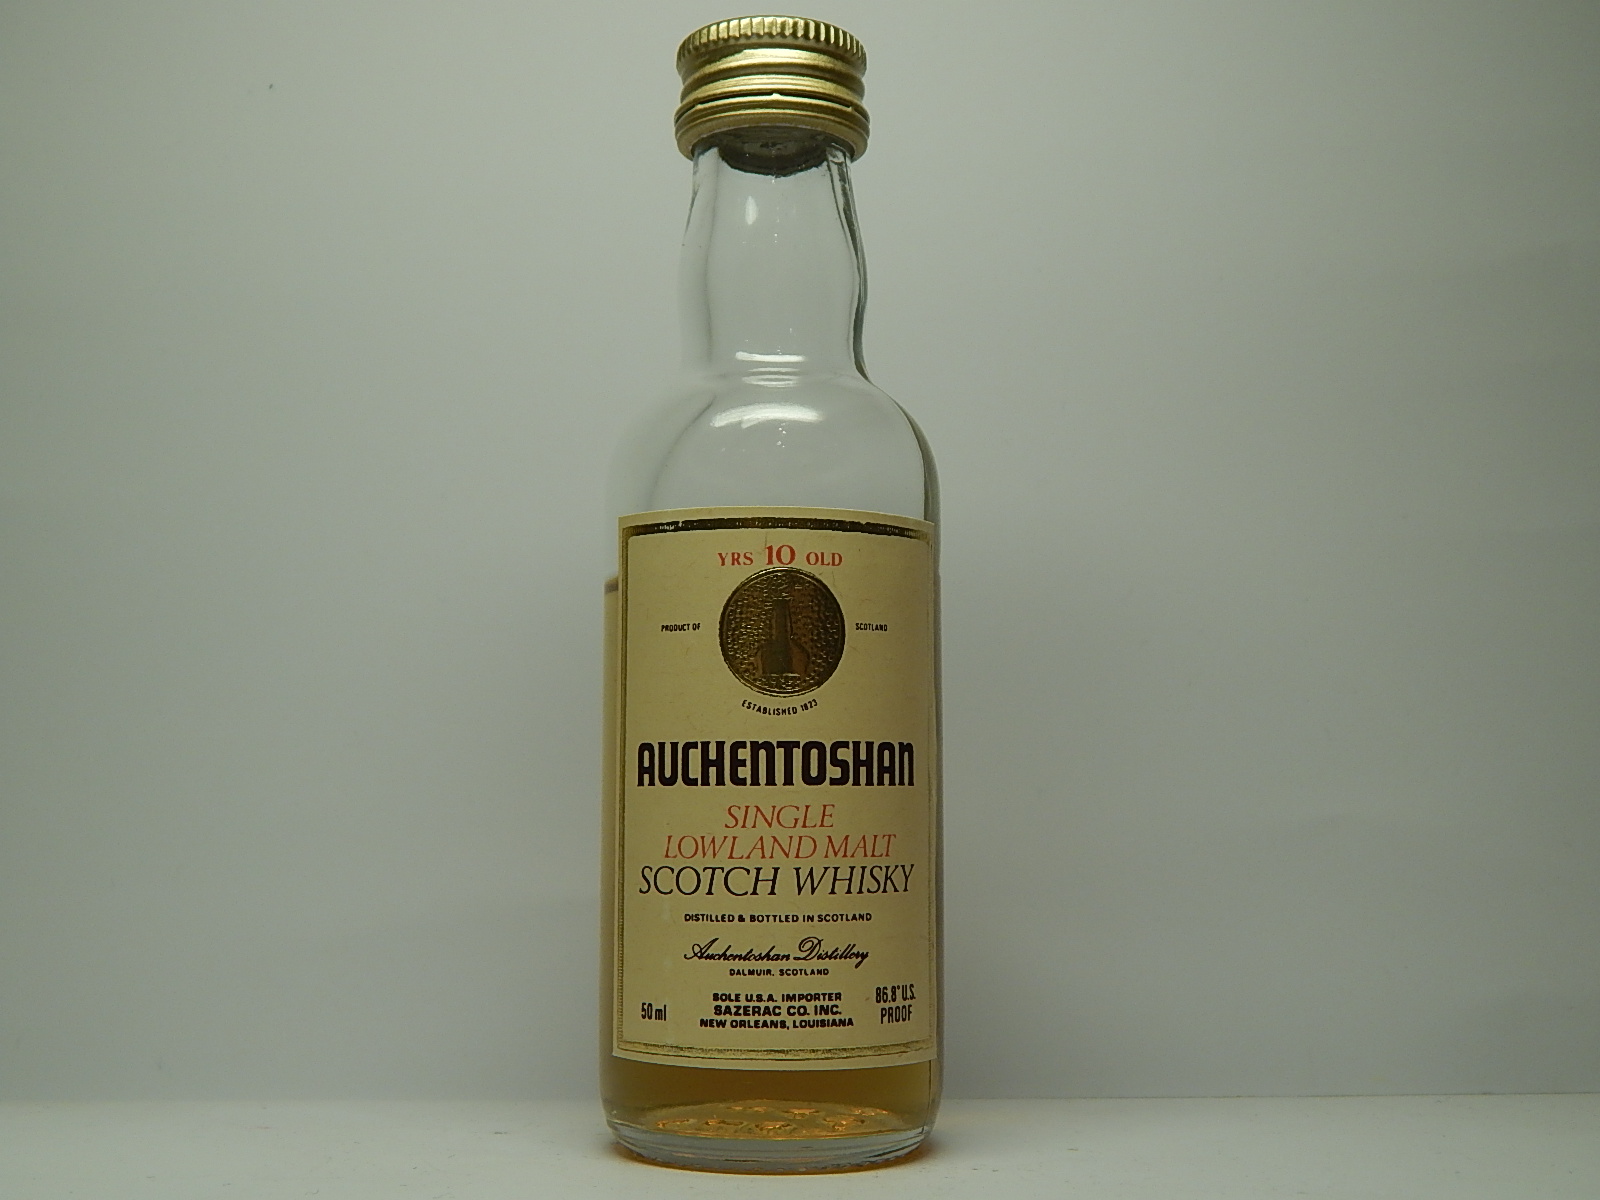 YRS 10 OLD
PRODUCT OF SCOTLAND
ESTABLISHED 1823
AUCHENTOSHAN
SINGLE
LOWLAND MALT
SCOTCH WHISKY
DISTILLED & BOTTLED IN SCOTLAND
Auchentoshan Distillery
DALMUIR, SCOTLAND
50 ml
SOLE U.S.A. IMPORTER
SAZERAC CO. INC.
NEW ORLEANS, LOUISIANA
86.8° U.S.
PROOF